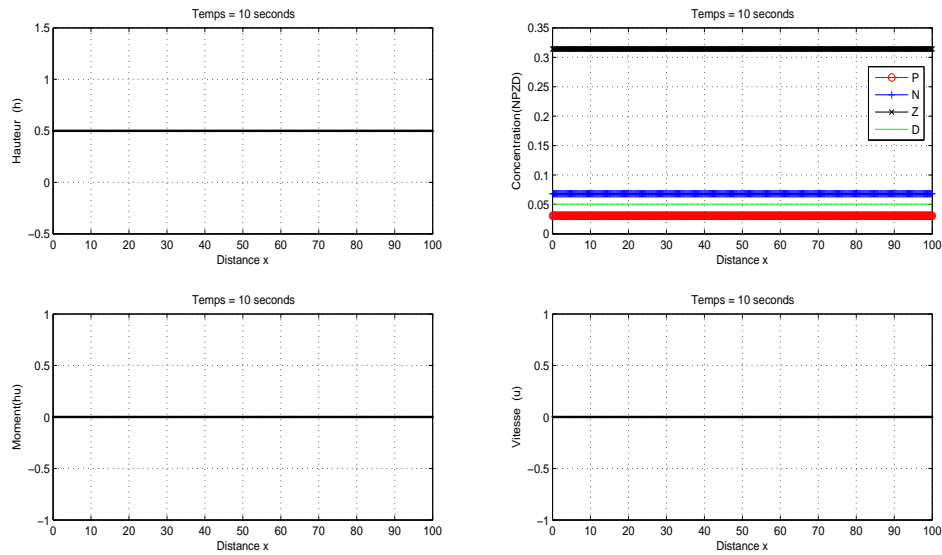 Temps = 10 seconds
1.5
1
0.5
0
−0.5
Hauteur (h)
0 10 20 30 40 50 60 70 80 90 100
Distance x
Temps = 10 seconds
0.35
0.3
0.25
0.2
0.15
0.1
0.05
0
Concentration(NPZD)
P
N
Z
D
0 10 20 30 40 50 60 70 80 90 100
Distance x
Temps = 10 seconds
1
0.5
0
−0.5
−1
Moment(hu)
0 10 20 30 40 50 60 70 80 90 100
Distance x
Temps = 10 seconds
1
0.5
0
−0.5
−1
Vitesse (u)
0 10 20 30 40 50 60 70 80 90 100
Distance x